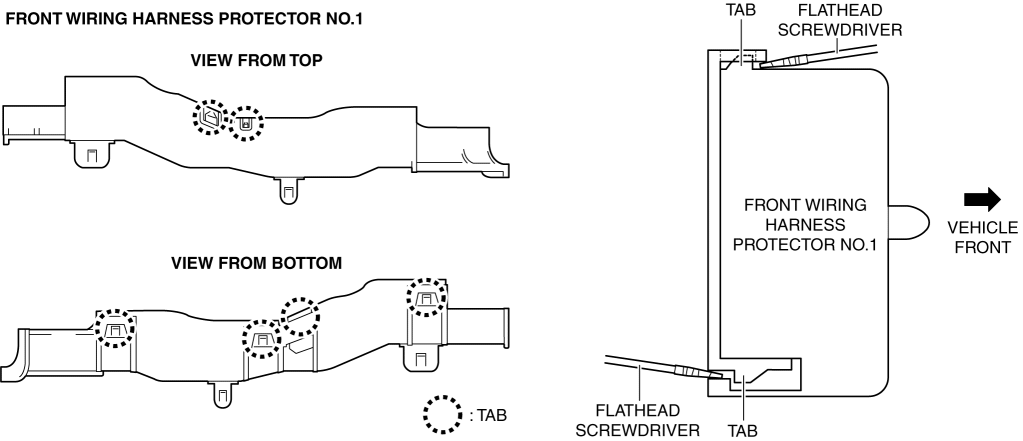 FRONT WIRING HARNESS PROTECTOR NO.1
VIEW FROM TOP
VIEW FROM BOTTOM
: TAB
TAB
FLATHEAD
SCREWDRIVER
FRONT WIRING
HARNESS
PROTECTOR NO.1
VEHICLE
FRONT
FLATHEAD
SCREWDRIVER
TAB